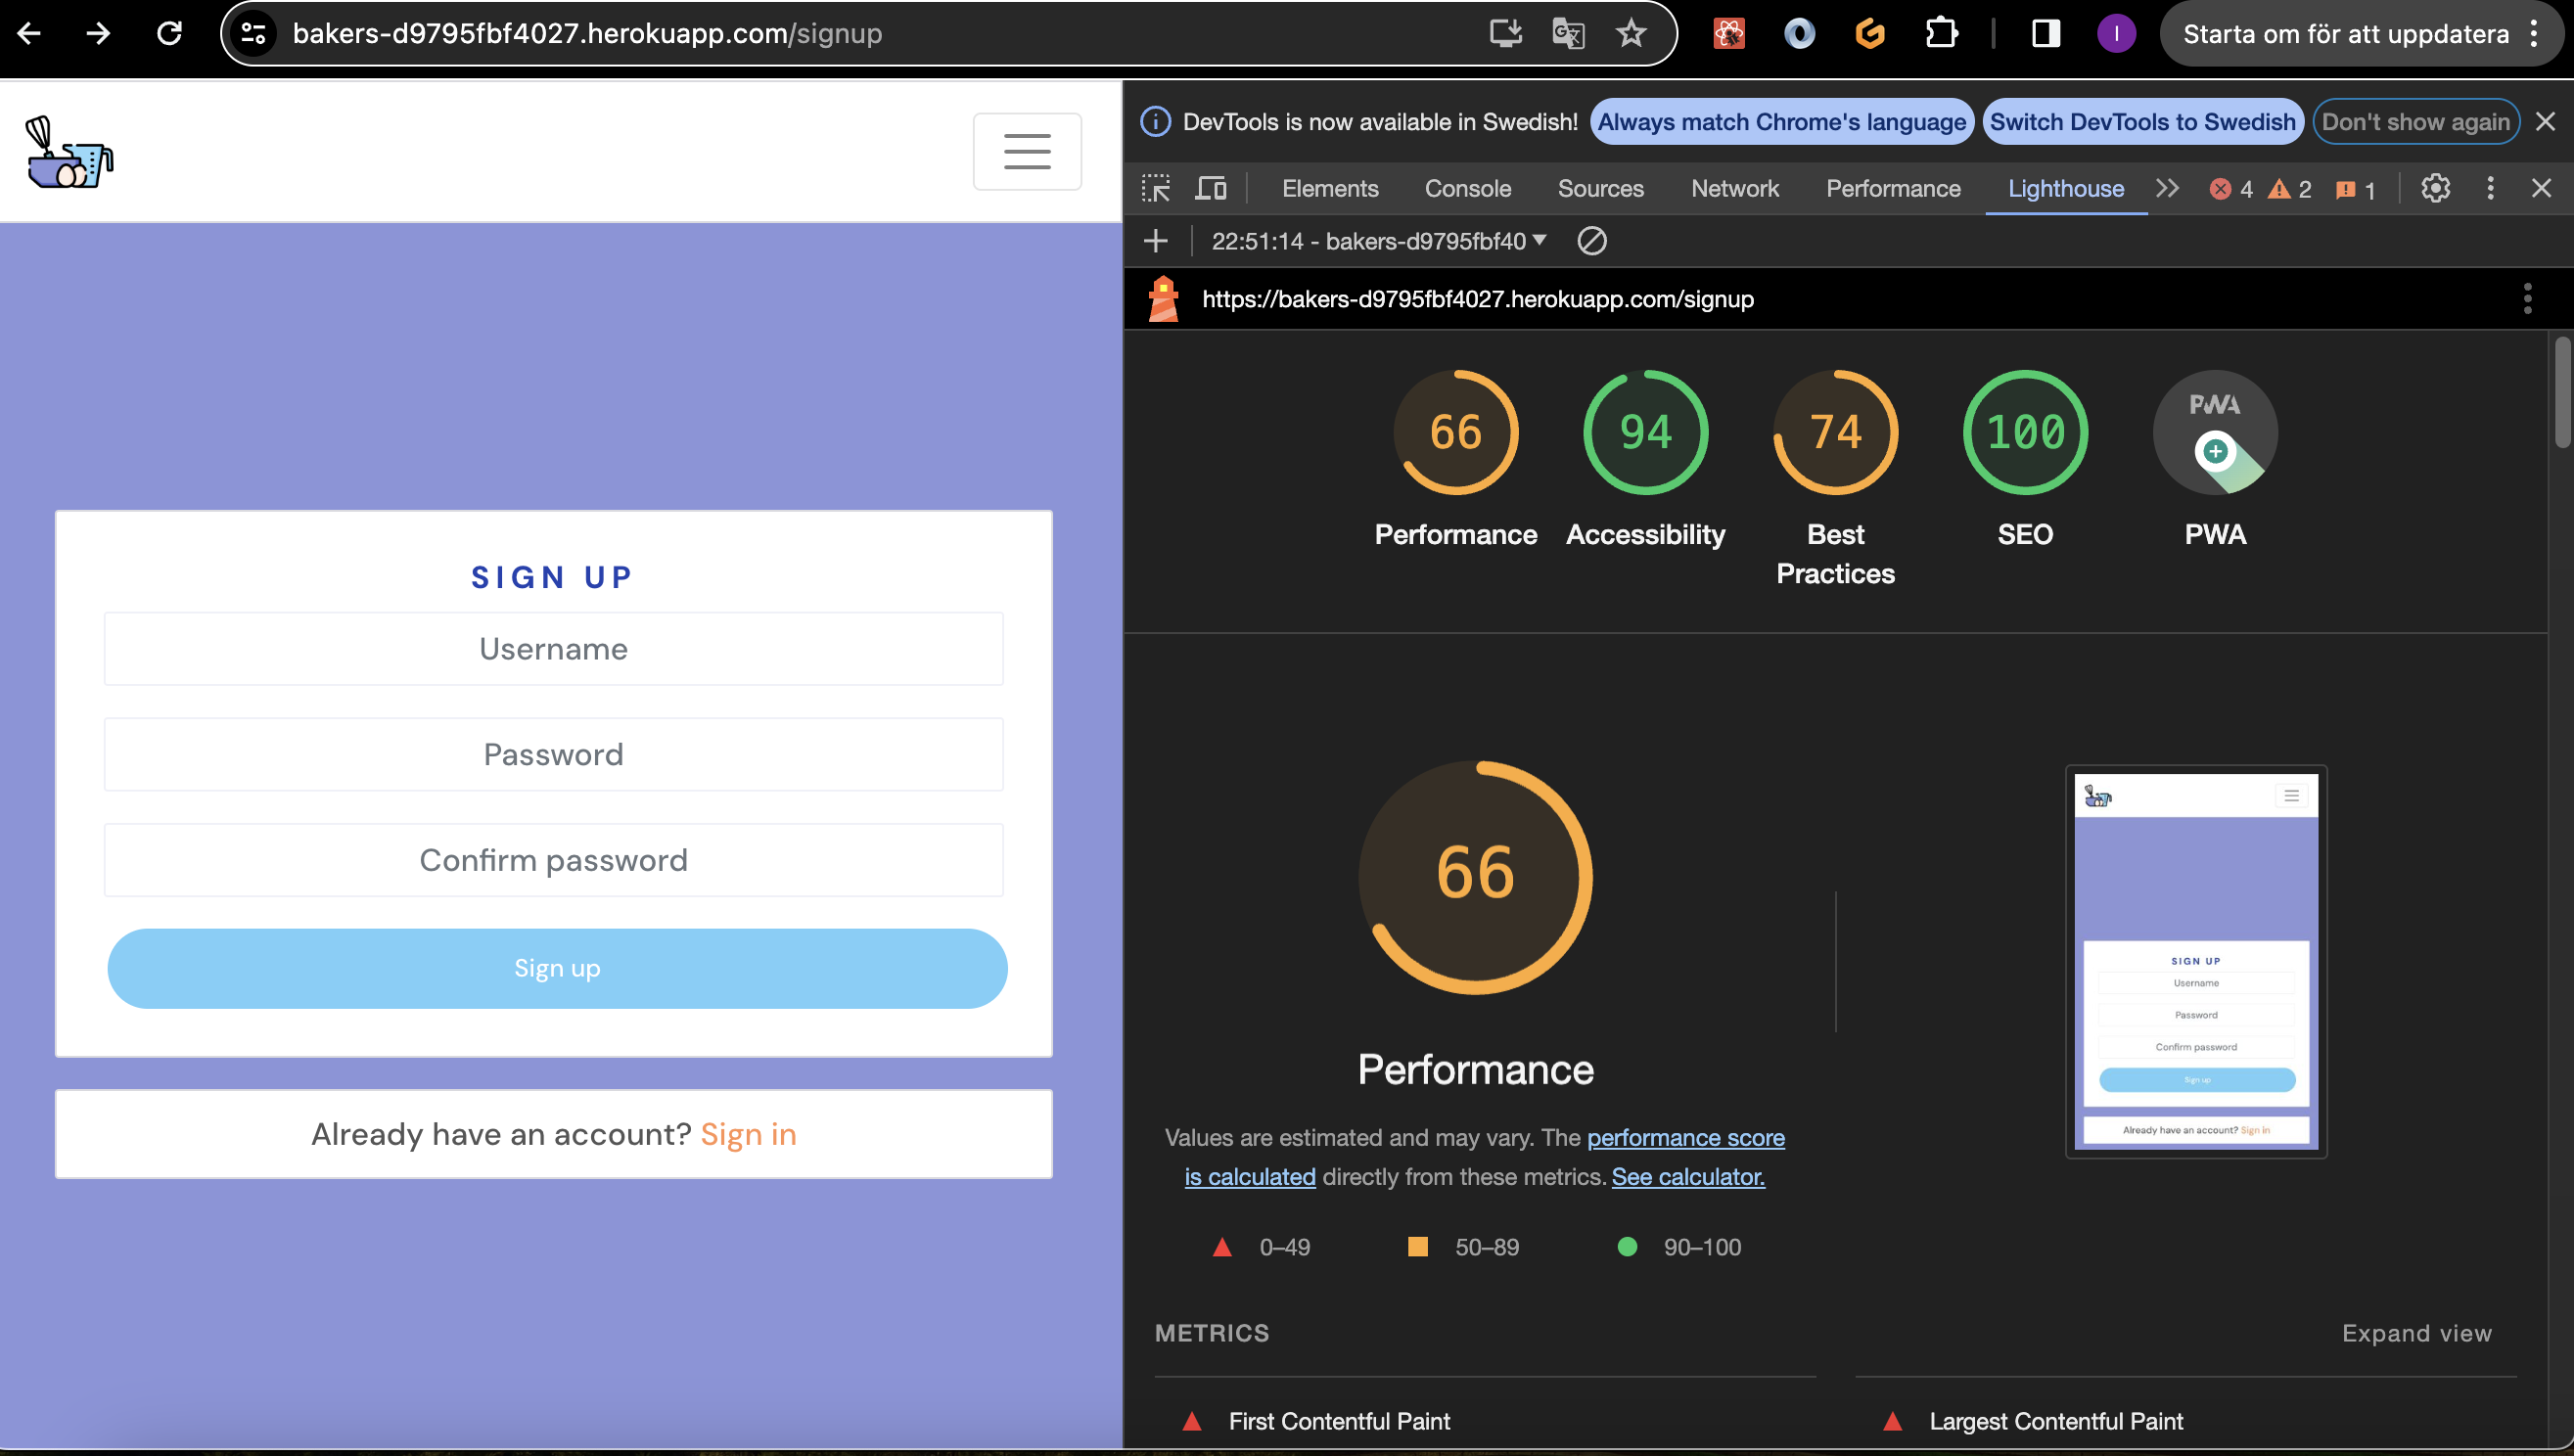 bakers-d9795fbf4027.herokuapp.com/signup
Starta om för att uppdatera
I
SIGN UP
Username
Password
Confirm password
Sign up
Already have an account? Sign in
DevTools is now available in Swedish! Always match Chrome's language Switch DevTools to Swedish Don't show again
Elements Console Sources Network Performance Lighthouse 4 2 1
22:51:14 - bakers-d9795fbf40
https://bakers-d9795fbf4027.herokuapp.com/signup
66 94 74 100 PWA
Performance Accessibility Best Practices SEO PWA
66
Performance
Values are estimated and may vary. The performance score
is calculated directly from these metrics. See calculator.
0–49 50–89 90–100
SIGN UP
Username
Password
Confirm password
Sign up
Already have an account? Sign in
METRICS Expand view
First Contentful Paint Largest Contentful Paint